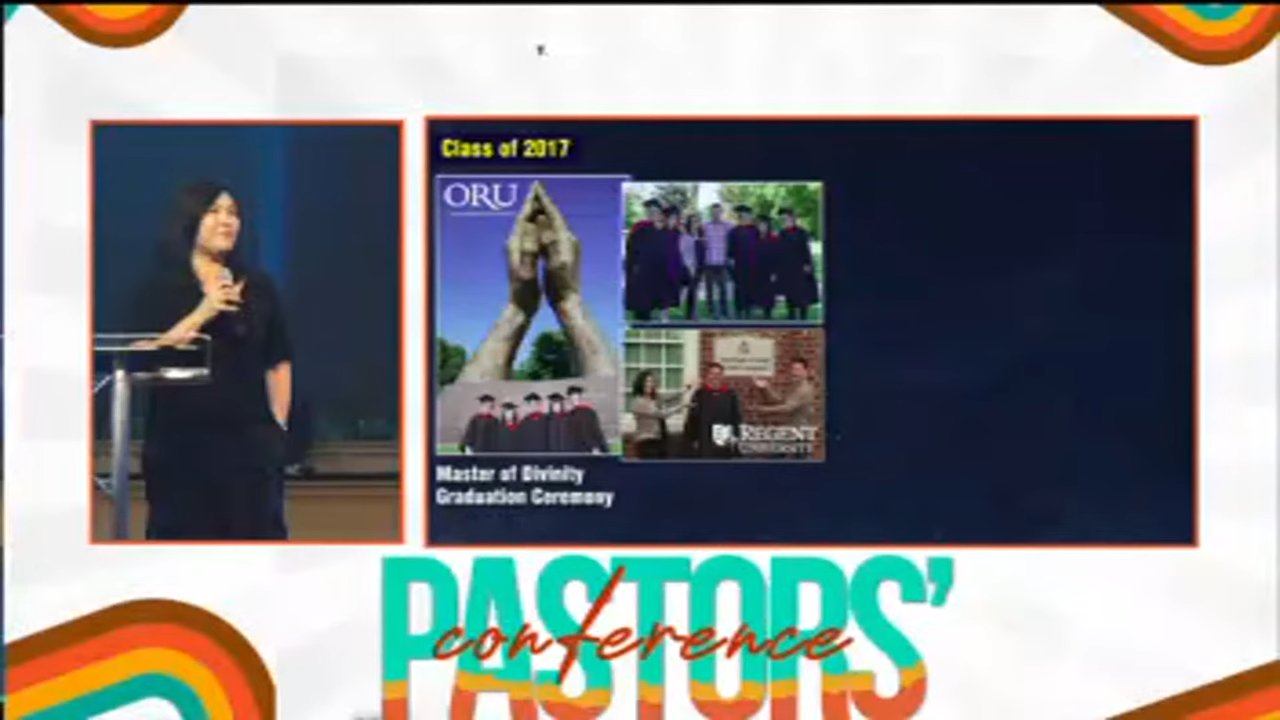 Class of 2017
ORU
REGENT
UNIVERSITY
Master of Divinity
Graduation Ceremony
PASTORS'
conference